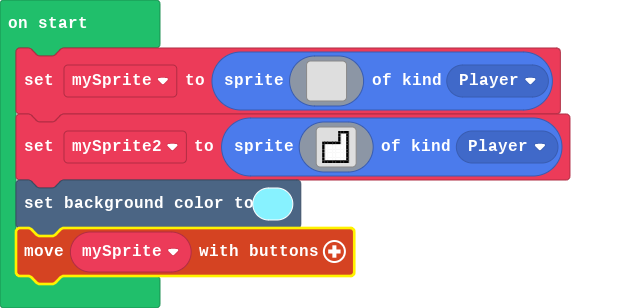 on start
set mySprite to sprite of kind Player
set mySprite2 to sprite of kind Player
set background color to
move mySprite with buttons